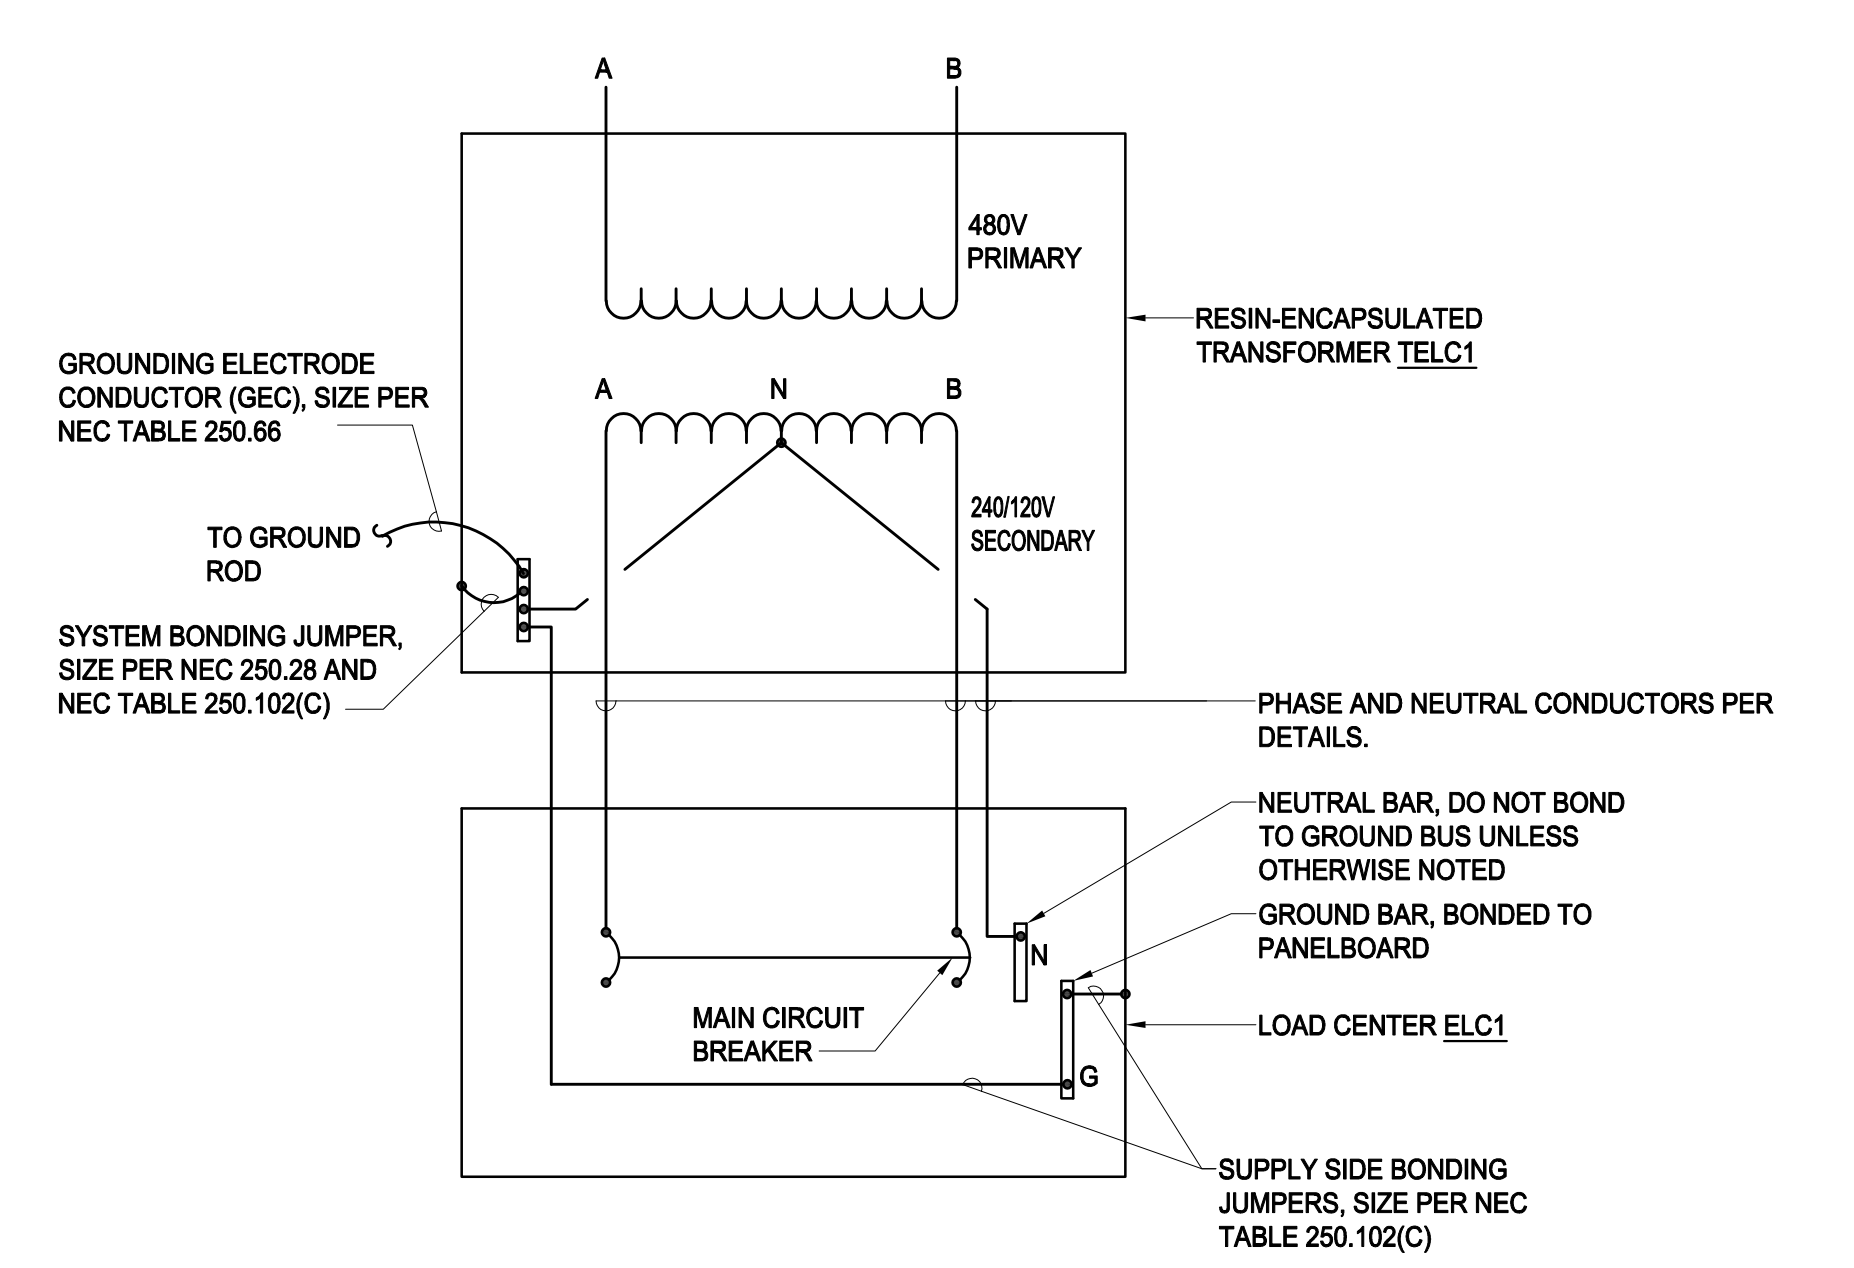 A
B
480V
PRIMARY
RESIN-ENCAPSULATED
TRANSFORMER TELC1
GROUNDING ELECTRODE
CONDUCTOR (GEC), SIZE PER
NEC TABLE 250.66
A
N
B
240/120V
SECONDARY
TO GROUND
ROD
SYSTEM BONDING JUMPER,
SIZE PER NEC 250.28 AND
NEC TABLE 250.102(C)
PHASE AND NEUTRAL CONDUCTORS PER
DETAILS.
NEUTRAL BAR, DO NOT BOND
TO GROUND BUS UNLESS
OTHERWISE NOTED
GROUND BAR, BONDED TO
PANELBOARD
N
MAIN CIRCUIT
BREAKER
LOAD CENTER ELC1
G
SUPPLY SIDE BONDING
JUMPERS, SIZE PER NEC
TABLE 250.102(C)